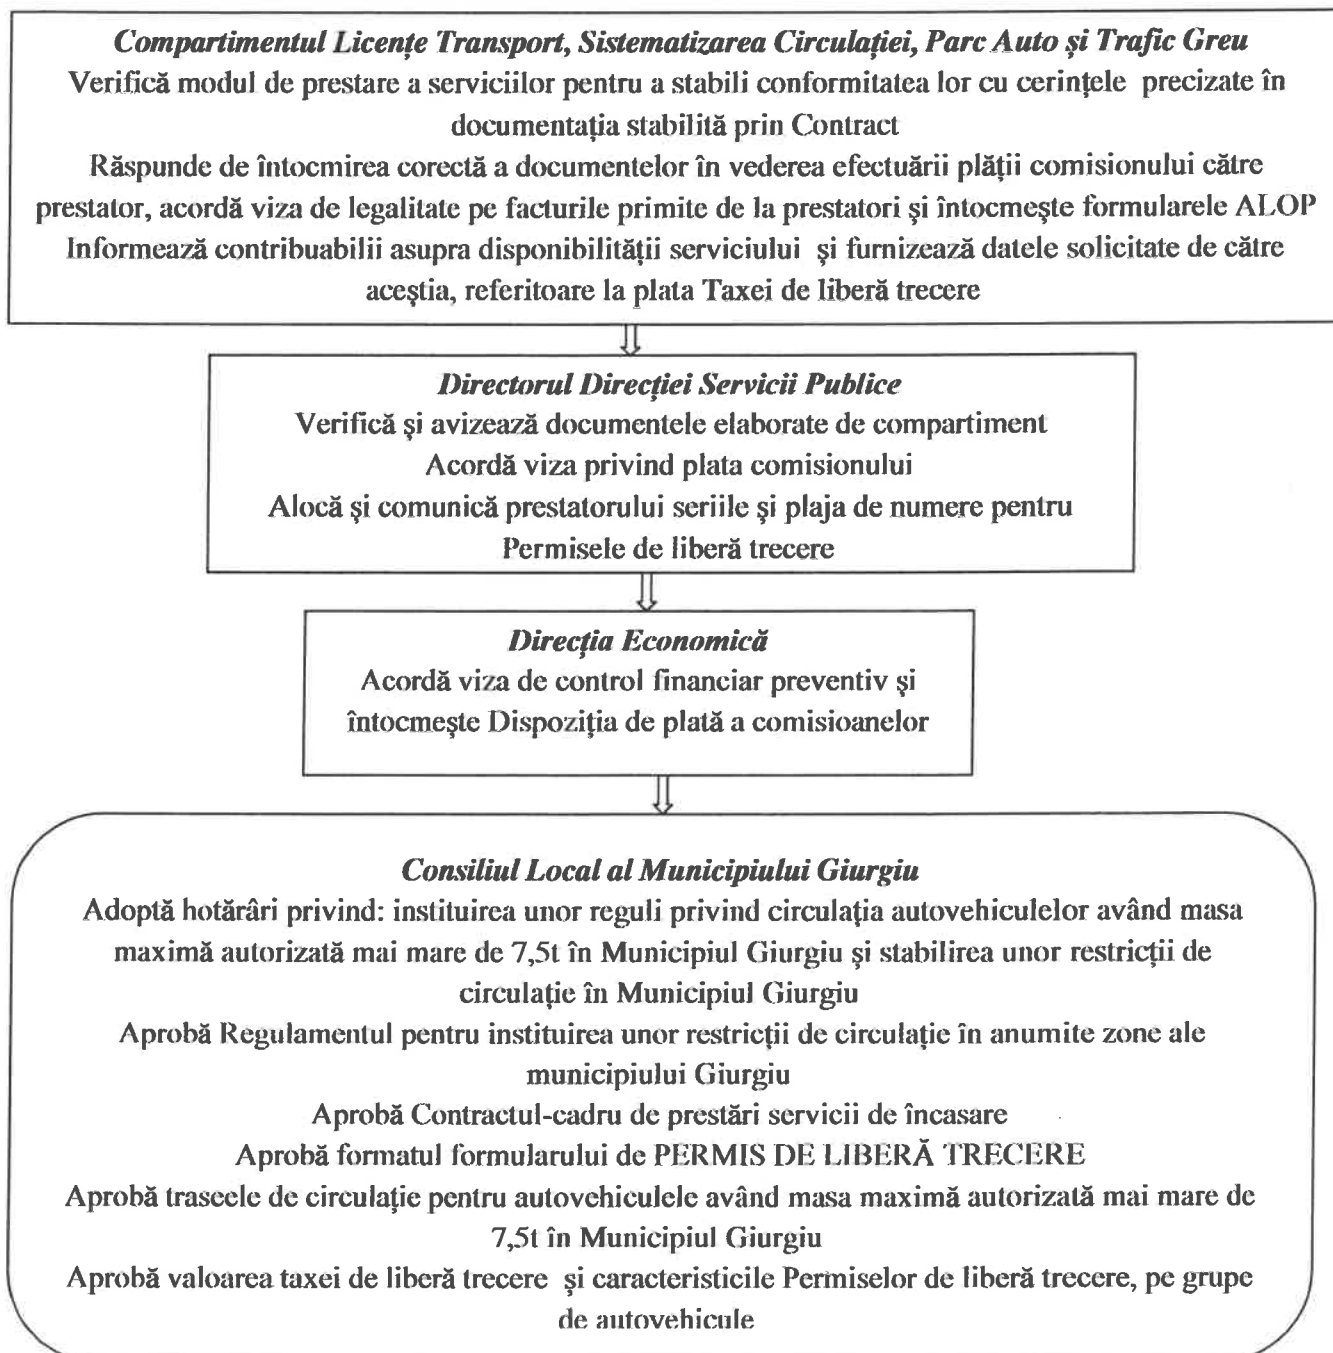 Compartimentul Licențe Transport, Sistematizarea Circulației, Parc Auto și Trafic Greu
Verifică modul de prestare a serviciilor pentru a stabili conformitatea lor cu cerințele precizate în
documentația stabilită prin Contract
Răspunde de întocmirea corectă a documentelor în vederea efectuării plății comisionului către
prestator, acordă viza de legalitate pe facturile primite de la prestatori și întocmește formularele ALOP
Informează contribuabilii asupra disponibilității serviciului și furnizează datele solicitate de către
aceștia, referitoare la plata Taxei de liberă trecere
Directorul Direcției Servicii Publice
Verifică și avizează documentele elaborate de compartiment
Acordă viza privind plata comisionului
Alocă și comunică prestatorului seriile și plaja de numere pentru
Permisele de liberă trecere
Direcția Economică
Acordă viza de control financiar preventiv și
întocmește Dispoziția de plată a comisioanelor
Consiliul Local al Municipiului Giurgiu
Adoptă hotărâri privind: instituirea unor reguli privind circulația autovehiculelor având masa
maximă autorizată mai mare de 7,5t în Municipiul Giurgiu și stabilirea unor restricții de
circulație în Municipiul Giurgiu
Aprobă Regulamentul pentru instituirea unor restricții de circulație în anumite zone ale
municipiului Giurgiu
Aprobă Contractul-cadru de prestări servicii de încasare
Aprobă formatul formularului de PERMIS DE LIBERĂ TRECERE
Aprobă traseele de circulație pentru autovehiculele având masa maximă autorizată mai mare de
7,5t în Municipiul Giurgiu
Aprobă valoarea taxei de liberă trecere și caracteristicile Permiselor de liberă trecere, pe grupe
de autovehicule